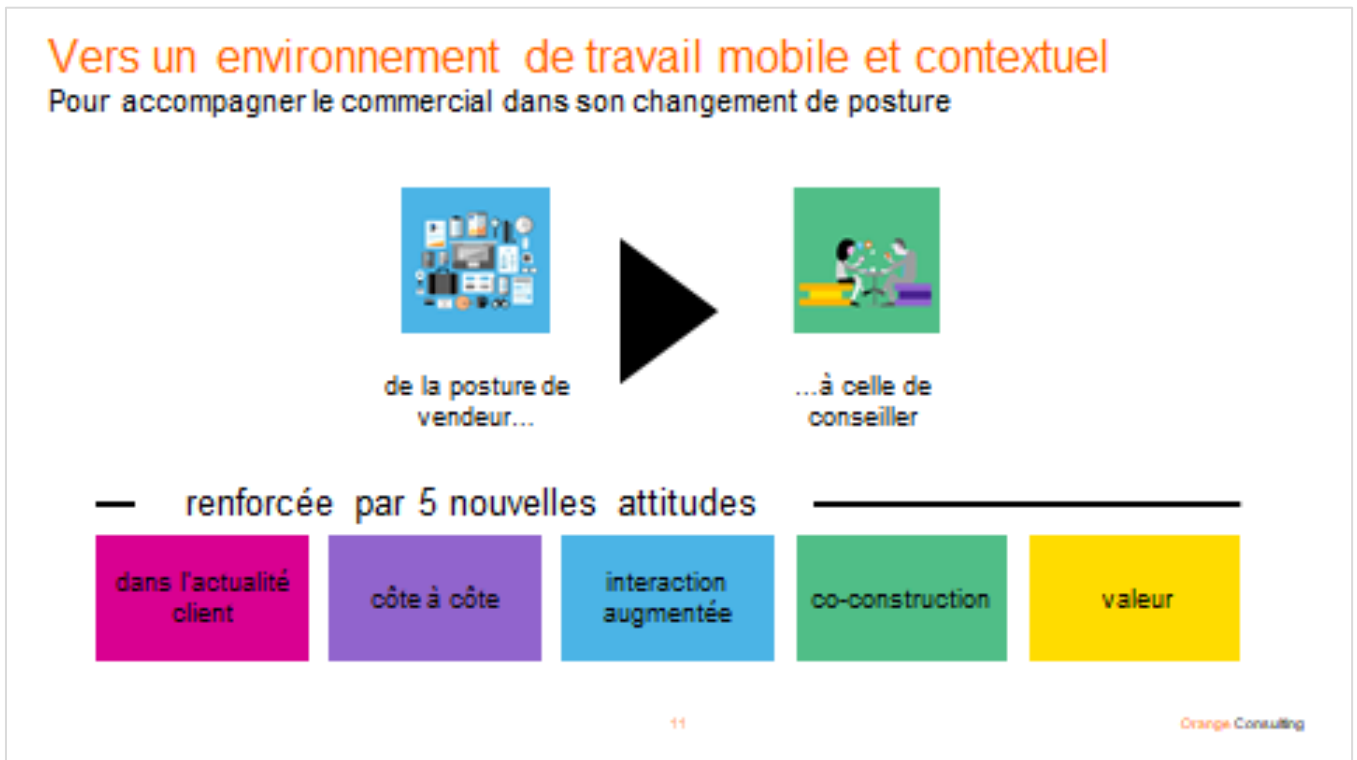 Vers un environnement de travail mobile et contextuel
Pour accompagner le commercial dans son changement de posture
de la posture de
vendeur...
...à celle de
conseiller
renforcée par 5 nouvelles attitudes
dans l'actualité
client
côte à côte
interaction
augmentée
co-construction
valeur
11
Orange Consulting